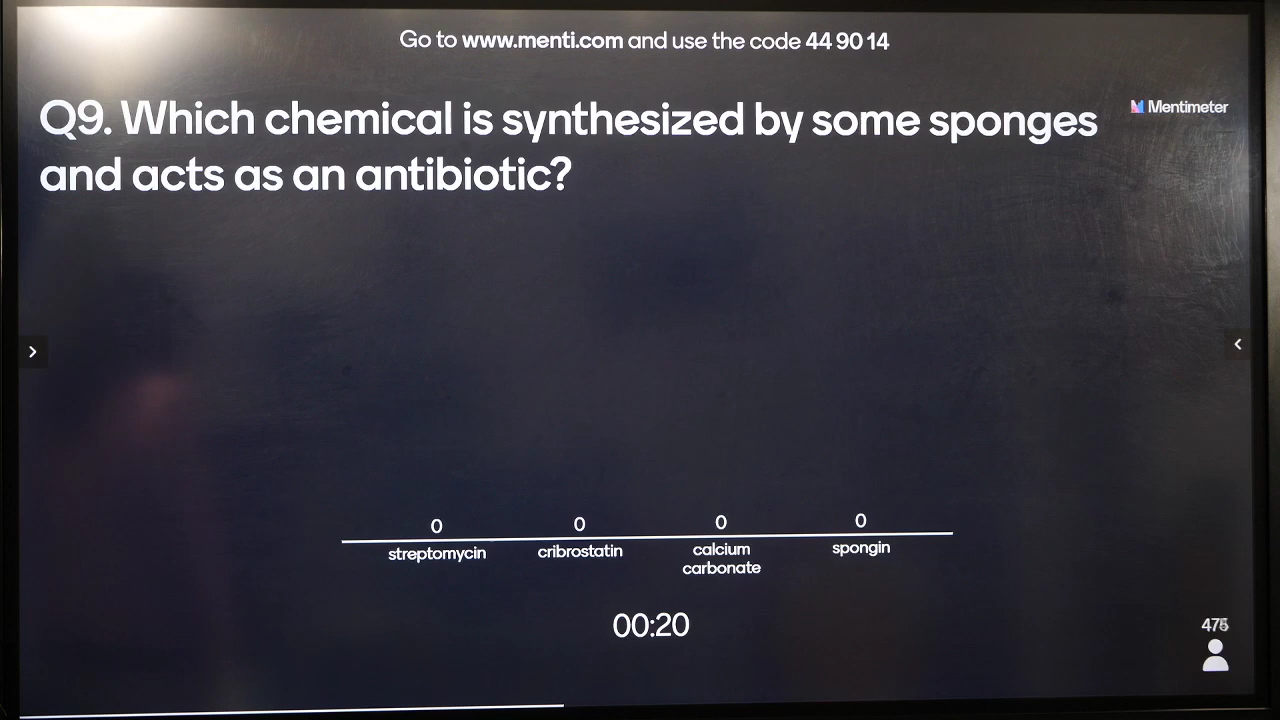 Go to www.menti.com and use the code 44 90 14
Q9. Which chemical is synthesized by some sponges
and acts as an antibiotic?
Mentimeter
0 0 0 0
streptomycin cribrostatin calcium carbonate spongin
00:20